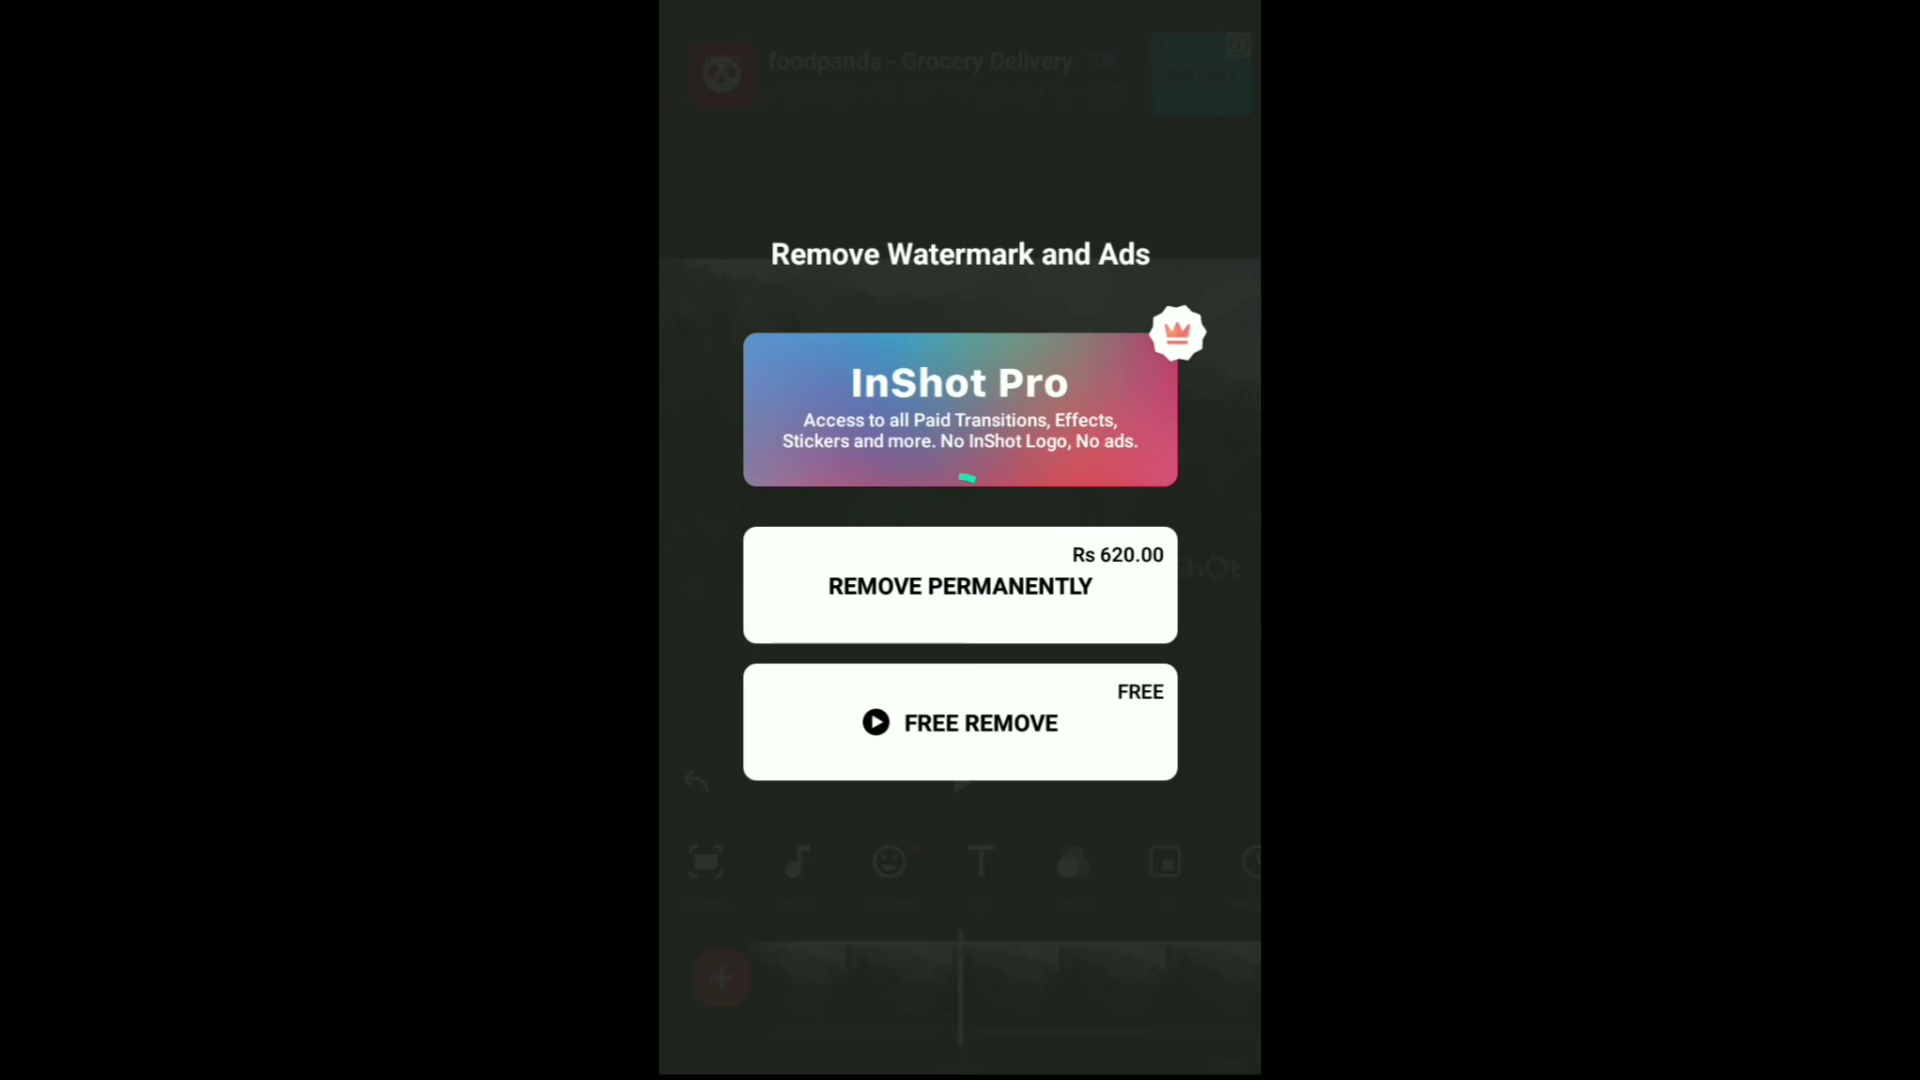 foodpanda - Grocery Delivery
Remove Watermark and Ads
InShot Pro
Access to all Paid Transitions, Effects,
Stickers and more. No InShot Logo, No ads.
Rs 620.00
REMOVE PERMANENTLY
FREE
FREE REMOVE